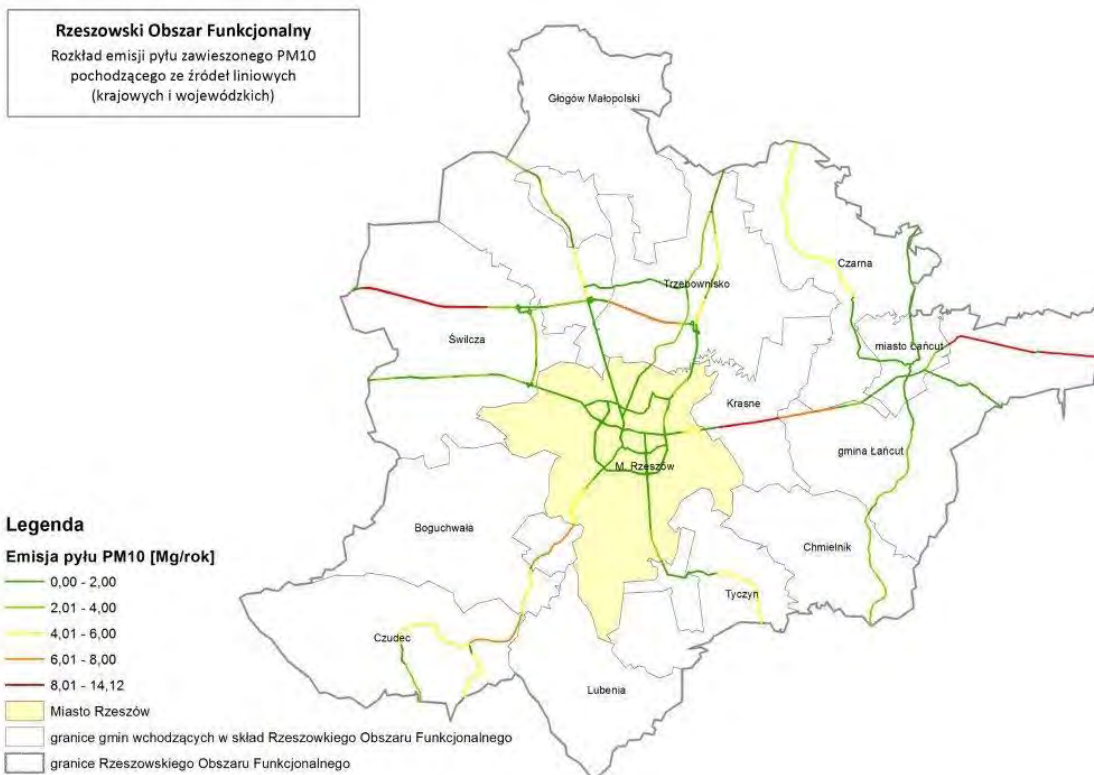 Rzeszowski Obszar Funkcjonalny
Rozkład emisji pyłu zawieszonego PM10
pochodzącego ze źródeł liniowych
(krajowych i wojewódzkich)
Głogów Małopolski
Trzebownisko
Czarna
Świlcza
miasto Łańcut
Krasne
gmina Łańcut
M. Rzeszów
Boguchwała
Chmielnik
Tyczyn
Czudec
Lubenia
Legenda
Emisja pyłu PM10 [Mg/rok]
0,00 - 2,00
2,01 - 4,00
4,01 - 6,00
6,01 - 8,00
8,01 - 14,12
Miasto Rzeszów
granice gmin wchodzących w skład Rzeszowkiego Obszaru Funkcjonalnego
granice Rzeszowskiego Obszaru Funkcjonalnego